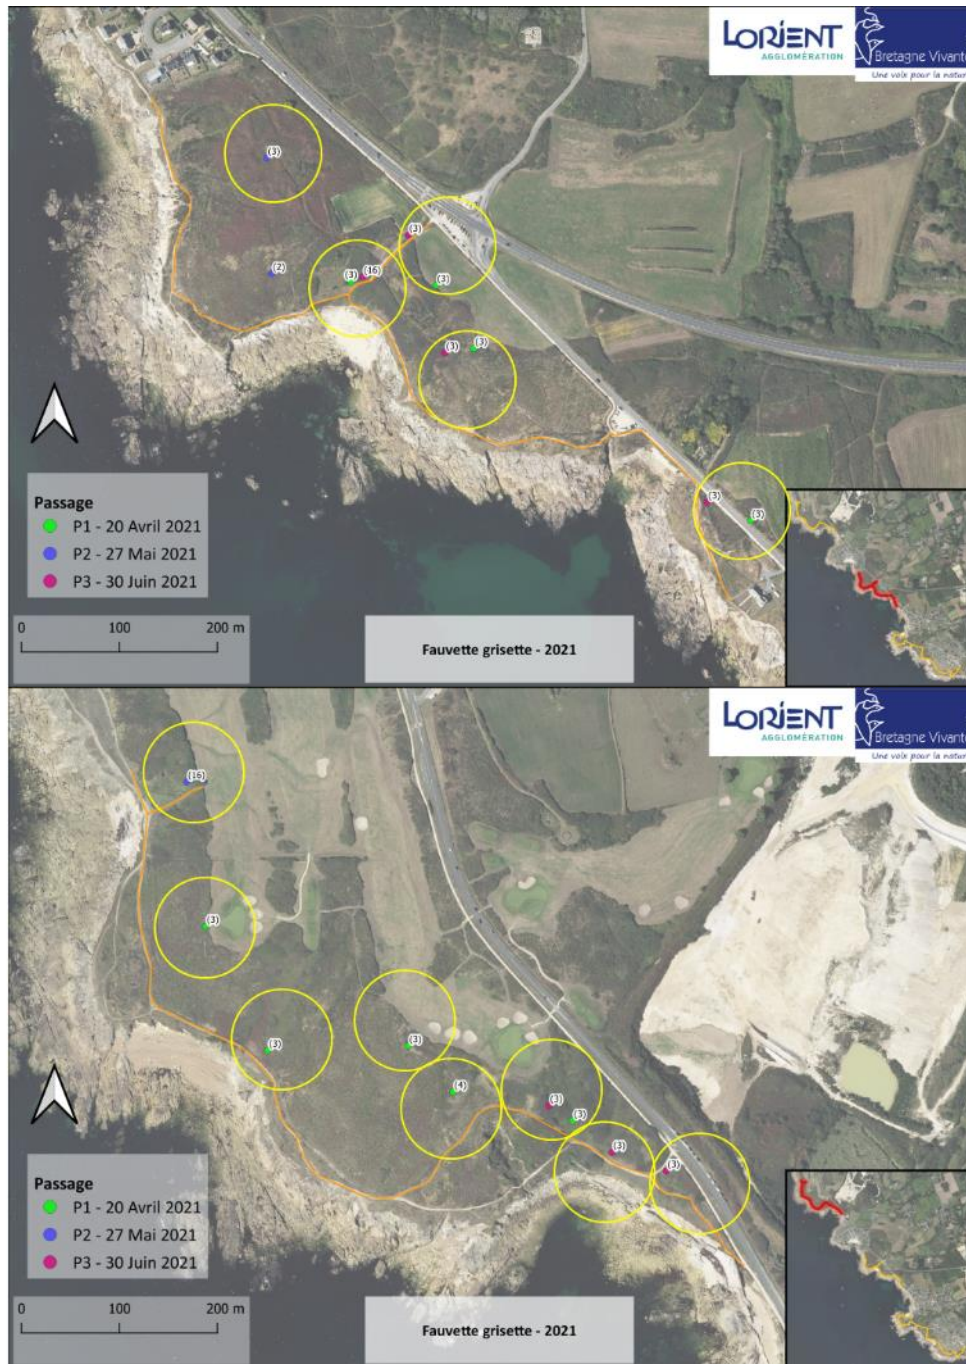 LORIENT
AGGLOMÉRATION
Bretagne Vivante
Une voix pour la nature
(3)
(3)
(2)
(3)
(16)
(3)
(3)
(3)
(3)
(3)
Passage
P1 - 20 Avril 2021
P2 - 27 Mai 2021
P3 - 30 Juin 2021
0 100 200 m
Fauvette grisette - 2021
LORIENT
AGGLOMÉRATION
Bretagne Vivante
Une voix pour la nature
(16)
(3)
(3)
(3)
(4)
(3)
(3)
(3)
(3)
Passage
P1 - 20 Avril 2021
P2 - 27 Mai 2021
P3 - 30 Juin 2021
0 100 200 m
Fauvette grisette - 2021